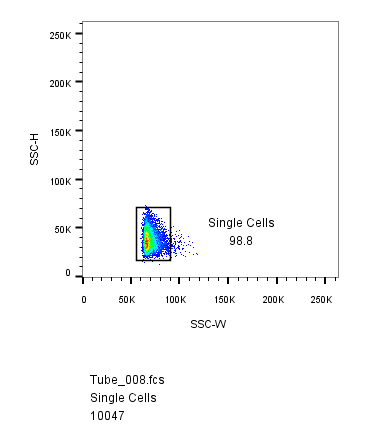 250K
200K
150K
100K
50K
0
SSC-H
Single Cells
98.8
0 50K 100K 150K 200K 250K
SSC-W
Tube_008.fcs
Single Cells
10047